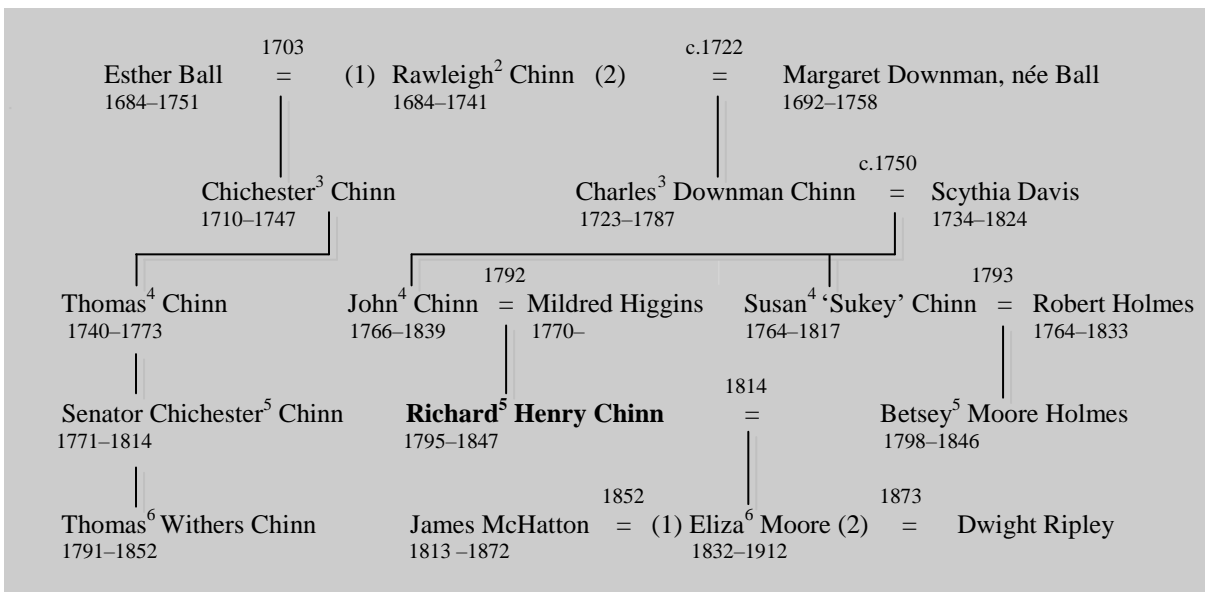 1703 c.1722
Esther Ball = (1) Rawleigh² Chinn (2) = Margaret Downman, née Ball
1684–1751 1684–1741 1692–1758
c.1750
Chichester³ Chinn Charles³ Downman Chinn = Scythia Davis
1710–1747 1723–1787 1734–1824
1792 1793
Thomas⁴ Chinn John⁴ Chinn = Mildred Higgins Susan⁴ ‘Sukey’ Chinn = Robert Holmes
1740–1773 1766–1839 1770– 1764–1817 1764–1833
1814
Senator Chichester⁵ Chinn Richard⁵ Henry Chinn = Betsey⁵ Moore Holmes
1771–1814 1795–1847 1798–1846
1852 1873
Thomas⁶ Withers Chinn James McHatton = (1) Eliza⁶ Moore (2) = Dwight Ripley
1791–1852 1813 –1872 1832–1912